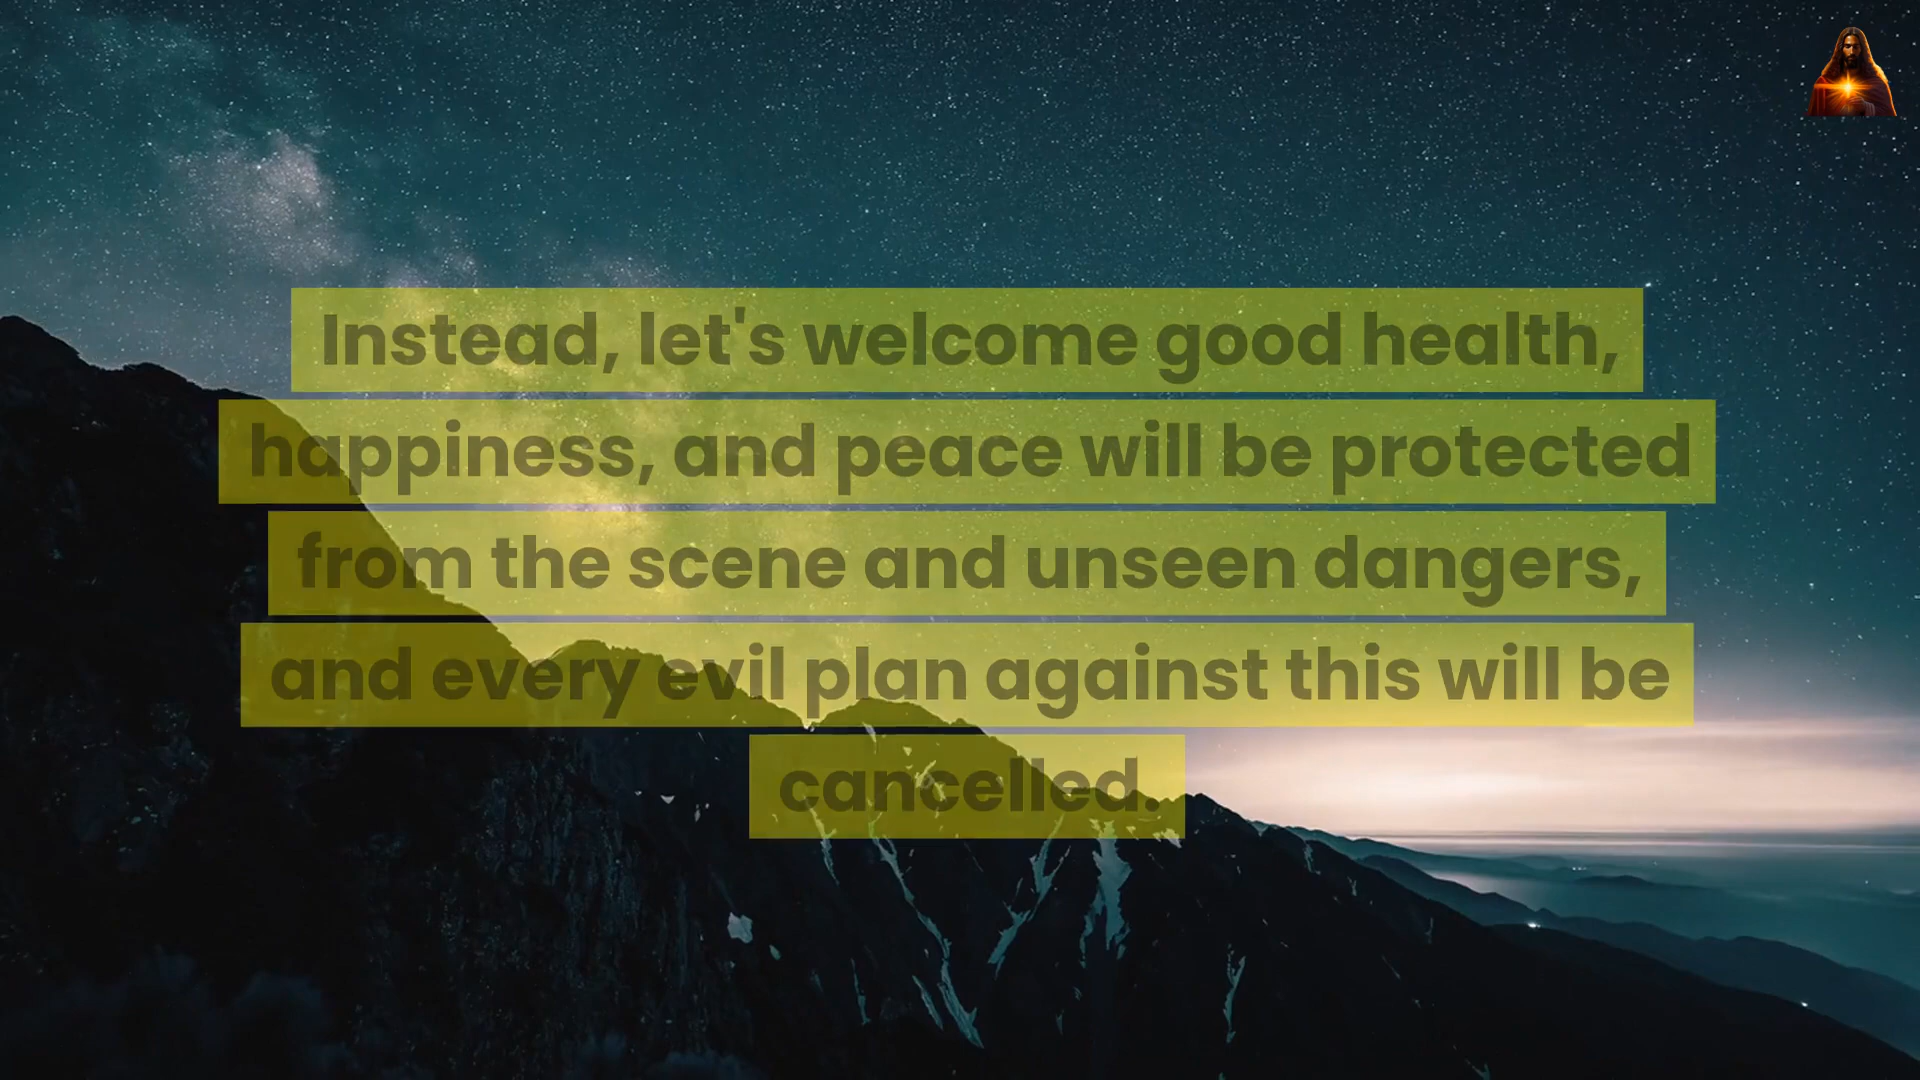 Instead, let's welcome good health,
happiness, and peace will be protected
from the scene and unseen dangers,
and every evil plan against this will be
cancelled.